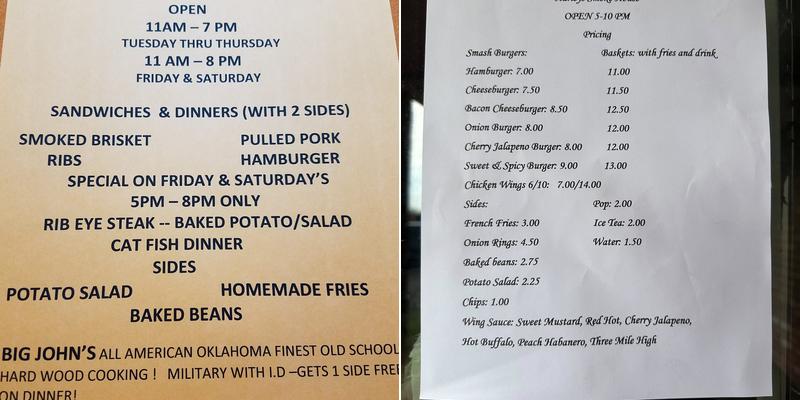 OPEN
11AM – 7 PM
TUESDAY THRU THURSDAY
11 AM – 8 PM
FRIDAY & SATURDAY
SANDWICHES & DINNERS (WITH 2 SIDES)
SMOKED BRISKET PULLED PORK
RIBS HAMBURGER
SPECIAL ON FRIDAY & SATURDAY'S
5PM – 8PM ONLY
RIB EYE STEAK -- BAKED POTATO/SALAD
CAT FISH DINNER
SIDES
POTATO SALAD HOMEMADE FRIES
BAKED BEANS
BIG JOHN'S ALL AMERICAN OKLAHOMA FINEST OLD SCHOOL
HARD WOOD COOKING ! MILITARY WITH I.D –GETS 1 SIDE FREE
ON DINNER!
OPEN 5-10 PM
Pricing
Smash Burgers: Baskets: with fries and drink
Hamburger: 7.00 11.00
Cheeseburger: 7.50 11.50
Bacon Cheeseburger: 8.50 12.50
Onion Burger: 8.00 12.00
Cherry Jalapeno Burger: 8.00 12.00
Sweet & Spicy Burger: 9.00 13.00
Chicken Wings 6/10: 7.00/14.00
Sides: Pop: 2.00
French Fries: 3.00 Ice Tea: 2.00
Onion Rings: 4.50 Water: 1.50
Baked beans: 2.75
Potato Salad: 2.25
Chips: 1.00
Wing Sauce: Sweet Mustard, Red Hot, Cherry Jalapeno,
Hot Buffalo, Peach Habanero, Three Mile High